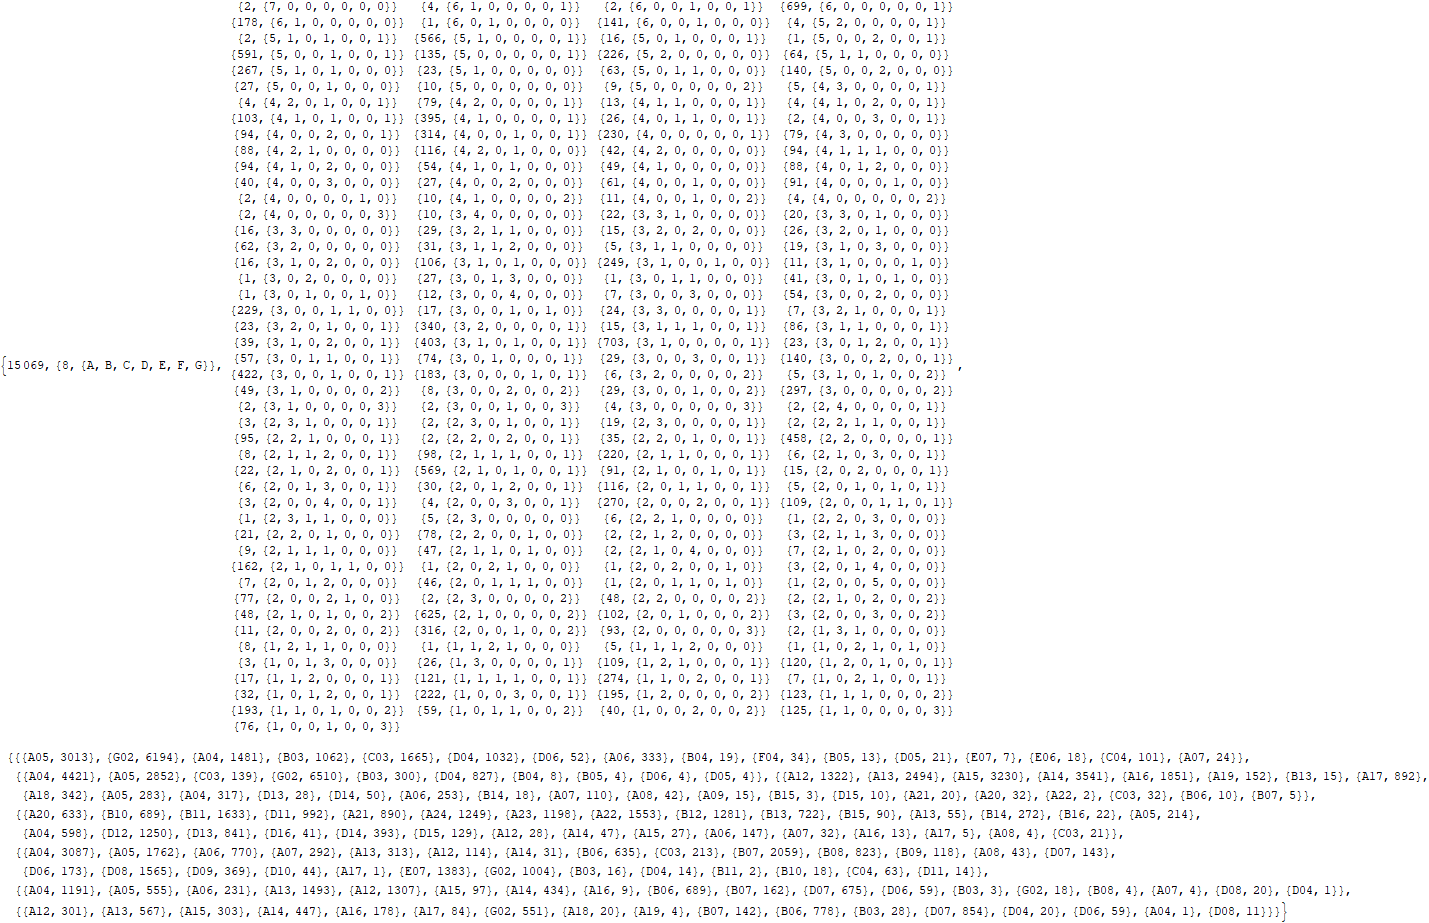 {2, {7, 0, 0, 0, 0, 0, 0}} {4, {6, 1, 0, 0, 0, 0, 1}} {2, {6, 0, 0, 1, 0, 0, 1}} {699, {6, 0, 0, 0, 0, 0, 1}}
{178, {6, 1, 0, 0, 0, 0, 0}} {1, {6, 0, 1, 0, 0, 0, 0}} {141, {6, 0, 0, 1, 0, 0, 0}} {4, {5, 2, 0, 0, 0, 0, 1}}
{2, {5, 1, 0, 1, 0, 0, 1}} {566, {5, 1, 0, 0, 0, 0, 1}} {16, {5, 0, 1, 0, 0, 0, 1}} {1, {5, 0, 0, 2, 0, 0, 1}}
{591, {5, 0, 0, 1, 0, 0, 1}} {135, {5, 0, 0, 0, 0, 0, 1}} {226, {5, 2, 0, 0, 0, 0, 0}} {64, {5, 1, 1, 0, 0, 0, 0}}
{267, {5, 1, 0, 1, 0, 0, 0}} {23, {5, 1, 0, 0, 0, 0, 0}} {63, {5, 0, 1, 1, 0, 0, 0}} {140, {5, 0, 0, 2, 0, 0, 0}}
{27, {5, 0, 0, 1, 0, 0, 0}} {10, {5, 0, 0, 0, 0, 0, 0}} {9, {5, 0, 0, 0, 0, 0, 2}} {5, {4, 3, 0, 0, 0, 0, 1}}
{4, {4, 2, 0, 1, 0, 0, 1}} {79, {4, 2, 0, 0, 0, 0, 1}} {13, {4, 1, 1, 0, 0, 0, 1}} {4, {4, 1, 0, 2, 0, 0, 1}}
{103, {4, 1, 0, 1, 0, 0, 1}} {395, {4, 1, 0, 0, 0, 0, 1}} {26, {4, 0, 1, 1, 0, 0, 1}} {2, {4, 0, 0, 3, 0, 0, 1}}
{94, {4, 0, 0, 2, 0, 0, 1}} {314, {4, 0, 0, 1, 0, 0, 1}} {230, {4, 0, 0, 0, 0, 0, 1}} {79, {4, 3, 0, 0, 0, 0, 0}}
{88, {4, 2, 1, 0, 0, 0, 0}} {116, {4, 2, 0, 1, 0, 0, 0}} {42, {4, 2, 0, 0, 0, 0, 0}} {94, {4, 1, 1, 1, 0, 0, 0}}
{94, {4, 1, 0, 2, 0, 0, 0}} {54, {4, 1, 0, 1, 0, 0, 0}} {49, {4, 1, 0, 0, 0, 0, 0}} {88, {4, 0, 1, 2, 0, 0, 0}}
{40, {4, 0, 0, 3, 0, 0, 0}} {27, {4, 0, 0, 2, 0, 0, 0}} {61, {4, 0, 0, 1, 0, 0, 0}} {91, {4, 0, 0, 0, 1, 0, 0}}
{2, {4, 0, 0, 0, 0, 1, 0}} {10, {4, 1, 0, 0, 0, 0, 2}} {11, {4, 0, 0, 1, 0, 0, 2}} {4, {4, 0, 0, 0, 0, 0, 2}}
{2, {4, 0, 0, 0, 0, 0, 3}} {10, {3, 4, 0, 0, 0, 0, 0}} {22, {3, 3, 1, 0, 0, 0, 0}} {20, {3, 3, 0, 1, 0, 0, 0}}
{16, {3, 3, 0, 0, 0, 0, 0}} {29, {3, 2, 1, 1, 0, 0, 0}} {15, {3, 2, 0, 2, 0, 0, 0}} {26, {3, 2, 0, 1, 0, 0, 0}}
{62, {3, 2, 0, 0, 0, 0, 0}} {31, {3, 1, 1, 2, 0, 0, 0}} {5, {3, 1, 1, 0, 0, 0, 0}} {19, {3, 1, 0, 3, 0, 0, 0}}
{16, {3, 1, 0, 2, 0, 0, 0}} {106, {3, 1, 0, 1, 0, 0, 0}} {249, {3, 1, 0, 0, 1, 0, 0}} {11, {3, 1, 0, 0, 0, 1, 0}}
{1, {3, 0, 2, 0, 0, 0, 0}} {27, {3, 0, 1, 3, 0, 0, 0}} {1, {3, 0, 1, 1, 0, 0, 0}} {41, {3, 0, 1, 0, 1, 0, 0}}
{1, {3, 0, 1, 0, 0, 1, 0}} {12, {3, 0, 0, 4, 0, 0, 0}} {7, {3, 0, 0, 3, 0, 0, 0}} {54, {3, 0, 0, 2, 0, 0, 0}}
{229, {3, 0, 0, 1, 1, 0, 0}} {17, {3, 0, 0, 1, 0, 1, 0}} {24, {3, 3, 0, 0, 0, 0, 1}} {7, {3, 2, 1, 0, 0, 0, 1}}
{23, {3, 2, 0, 1, 0, 0, 1}} {340, {3, 2, 0, 0, 0, 0, 1}} {15, {3, 1, 1, 1, 0, 0, 1}} {86, {3, 1, 1, 0, 0, 0, 1}}
{39, {3, 1, 0, 2, 0, 0, 1}} {403, {3, 1, 0, 1, 0, 0, 1}} {703, {3, 1, 0, 0, 0, 0, 1}} {23, {3, 0, 1, 2, 0, 0, 1}}
{57, {3, 0, 1, 1, 0, 0, 1}} {74, {3, 0, 1, 0, 0, 0, 1}} {29, {3, 0, 0, 3, 0, 0, 1}} {140, {3, 0, 0, 2, 0, 0, 1}}
{15 069, {8, {A, B, C, D, E, F, G}}, ,
{422, {3, 0, 0, 1, 0, 0, 1}} {183, {3, 0, 0, 0, 1, 0, 1}} {6, {3, 2, 0, 0, 0, 0, 2}} {5, {3, 0, 1, 0, 1, 0, 0, 2}}
{49, {3, 1, 0, 0, 0, 0, 2}} {8, {3, 0, 0, 2, 0, 0, 2}} {29, {3, 0, 0, 1, 0, 0, 2}} {297, {3, 0, 0, 0, 0, 0, 2}}
{2, {3, 1, 0, 0, 0, 0, 3}} {2, {3, 0, 0, 1, 0, 0, 3}} {4, {3, 0, 0, 0, 0, 0, 3}} {2, {2, 4, 0, 0, 0, 0, 1}}
{3, {2, 3, 1, 0, 0, 0, 1}} {2, {2, 3, 0, 1, 0, 0, 1}} {19, {2, 3, 0, 0, 0, 0, 1}} {2, {2, 2, 1, 1, 0, 0, 1}}
{95, {2, 2, 1, 0, 0, 0, 1}} {2, {2, 2, 0, 2, 0, 0, 1}} {35, {2, 2, 0, 1, 0, 0, 1}} {458, {2, 2, 0, 0, 0, 0, 1}}
{8, {2, 1, 1, 2, 0, 0, 1}} {98, {2, 1, 1, 1, 0, 0, 1}} {220, {2, 1, 1, 0, 0, 0, 1}} {6, {2, 1, 0, 3, 0, 0, 1}}
{22, {2, 1, 0, 2, 0, 0, 1}} {569, {2, 1, 0, 1, 0, 0, 1}} {91, {2, 1, 0, 0, 1, 0, 1}} {15, {2, 0, 2, 0, 0, 0, 1}}
{6, {2, 0, 1, 3, 0, 0, 1}} {30, {2, 0, 1, 2, 0, 0, 1}} {116, {2, 0, 1, 1, 0, 0, 1}} {5, {2, 0, 1, 0, 1, 0, 1}}
{3, {2, 0, 0, 4, 0, 0, 1}} {4, {2, 0, 0, 3, 0, 0, 1}} {270, {2, 0, 0, 2, 0, 0, 1}} {109, {2, 0, 0, 1, 1, 0, 1}}
{1, {2, 3, 1, 1, 0, 0, 0}} {5, {2, 3, 0, 0, 0, 0, 0}} {6, {2, 2, 1, 0, 0, 0, 0}} {1, {2, 2, 0, 3, 0, 0, 0}}
{21, {2, 2, 0, 1, 0, 0, 0}} {78, {2, 2, 0, 0, 1, 0, 0}} {2, {2, 1, 2, 0, 0, 0, 0}} {3, {2, 1, 1, 3, 0, 0, 0}}
{9, {2, 1, 1, 1, 0, 0, 0}} {47, {2, 1, 1, 0, 1, 0, 0}} {2, {2, 1, 0, 4, 0, 0, 0}} {7, {2, 1, 0, 2, 0, 0, 0}}
{162, {2, 1, 0, 1, 1, 0, 0}} {1, {2, 0, 2, 1, 0, 0, 0}} {1, {2, 0, 2, 0, 0, 1, 0}} {3, {2, 0, 1, 4, 0, 0, 0}}
{7, {2, 0, 1, 2, 0, 0, 0}} {46, {2, 0, 1, 1, 1, 0, 0}} {1, {2, 0, 1, 1, 0, 1, 0}} {1, {2, 0, 0, 5, 0, 0, 0}}
{77, {2, 0, 0, 2, 1, 0, 0}} {2, {2, 3, 0, 0, 0, 0, 2}} {48, {2, 2, 0, 0, 0, 0, 2}} {2, {2, 1, 0, 2, 0, 0, 2}}
{48, {2, 1, 0, 1, 0, 0, 2}} {625, {2, 1, 0, 0, 0, 0, 2}} {102, {2, 0, 1, 0, 0, 0, 2}} {3, {2, 0, 0, 3, 0, 0, 2}}
{11, {2, 0, 0, 2, 0, 0, 2}} {316, {2, 0, 0, 1, 0, 0, 2}} {93, {2, 0, 0, 0, 0, 0, 3}} {2, {1, 3, 1, 0, 0, 0, 0}}
{8, {1, 2, 1, 1, 0, 0, 0}} {1, {1, 1, 2, 1, 0, 0, 0}} {5, {1, 1, 1, 2, 0, 0, 0}} {1, {1, 0, 2, 1, 0, 1, 0}}
{3, {1, 0, 1, 3, 0, 0, 0}} {26, {1, 3, 0, 0, 0, 0, 1}} {109, {1, 2, 1, 0, 0, 0, 1}} {120, {1, 2, 0, 1, 0, 0, 1}}
{17, {1, 1, 2, 0, 0, 0, 1}} {121, {1, 1, 1, 1, 0, 0, 1}} {274, {1, 1, 0, 2, 0, 0, 1}} {7, {1, 0, 2, 1, 0, 0, 1}}
{32, {1, 0, 1, 2, 0, 0, 1}} {222, {1, 0, 0, 3, 0, 0, 1}} {195, {1, 2, 0, 0, 0, 0, 2}} {123, {1, 1, 1, 0, 0, 0, 2}}
{193, {1, 1, 0, 1, 0, 0, 2}} {59, {1, 0, 1, 1, 0, 0, 2}} {40, {1, 0, 0, 2, 0, 0, 2}} {125, {1, 1, 0, 0, 0, 0, 3}}
{76, {1, 0, 0, 1, 0, 0, 3}}
{{{A05, 3013}, {G02, 6194}, {A04, 1481}, {B03, 1062}, {C03, 1665}, {D04, 1032}, {D06, 52}, {A06, 333}, {B04, 19}, {F04, 34}, {B05, 13}, {D05, 21}, {E07, 7}, {E06, 18}, {C04, 101}, {A07, 24}},
{{A04, 4421}, {A05, 2852}, {C03, 139}, {G02, 6510}, {B03, 300}, {D04, 827}, {B04, 8}, {B05, 4}, {D06, 4}, {D05, 4}}, {{A12, 1322}, {A13, 2494}, {A15, 3230}, {A14, 3541}, {A16, 1851}, {A19, 152}, {B13, 15}, {A17, 892},
{A18, 342}, {A05, 283}, {A04, 317}, {D13, 28}, {D14, 50}, {A06, 253}, {B14, 18}, {A07, 110}, {A08, 42}, {A09, 15}, {B15, 3}, {D15, 10}, {A21, 20}, {A20, 32}, {A22, 2}, {C03, 32}, {B06, 10}, {B07, 5}},
{{A20, 633}, {B10, 689}, {B11, 1633}, {D11, 992}, {A21, 890}, {A24, 1249}, {A23, 1198}, {A22, 1553}, {B12, 1281}, {B13, 722}, {B15, 90}, {A13, 55}, {B14, 272}, {B16, 22}, {A05, 214},
{A04, 598}, {D12, 1250}, {D13, 841}, {D16, 41}, {D14, 393}, {D15, 129}, {A12, 28}, {A14, 47}, {A15, 27}, {A06, 147}, {A07, 32}, {A16, 13}, {A17, 5}, {A08, 4}, {C03, 21}},
{{A04, 3087}, {A05, 1762}, {A06, 770}, {A07, 292}, {A13, 313}, {A12, 114}, {A14, 31}, {B06, 635}, {C03, 213}, {B07, 2059}, {B08, 823}, {B09, 118}, {A08, 43}, {D07, 143},
{D06, 173}, {D08, 1565}, {D09, 369}, {D10, 44}, {A17, 1}, {E07, 1383}, {G02, 1004}, {B03, 16}, {D04, 14}, {B11, 2}, {B10, 18}, {C04, 63}, {D11, 14}},
{{A04, 1191}, {A05, 555}, {A06, 231}, {A13, 1493}, {A12, 1307}, {A15, 97}, {A14, 434}, {A16, 9}, {B06, 689}, {B07, 162}, {D07, 675}, {D06, 59}, {B03, 3}, {G02, 18}, {B08, 4}, {A07, 4}, {D08, 20}, {D04, 1}},
{{A12, 301}, {A13, 567}, {A15, 303}, {A14, 447}, {A16, 178}, {A17, 84}, {G02, 551}, {A18, 20}, {A19, 4}, {B07, 142}, {B06, 778}, {B03, 28}, {D07, 854}, {D04, 20}, {D06, 59}, {A04, 1}, {D08, 11}}}}